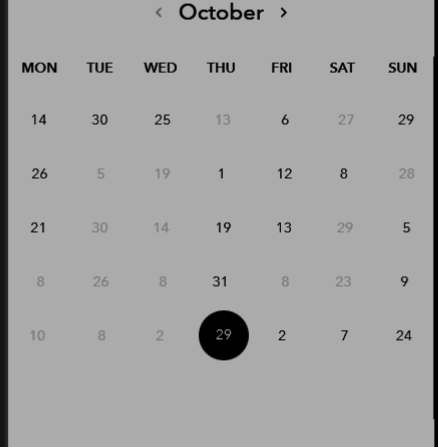 ‹ October ›
MON TUE WED THU FRI SAT SUN
14 30 25 13 6 27 29
26 5 19 1 12 8 28
21 30 14 19 13 29 5
8 26 8 31 8 23 9
10 8 2 29 2 7 24